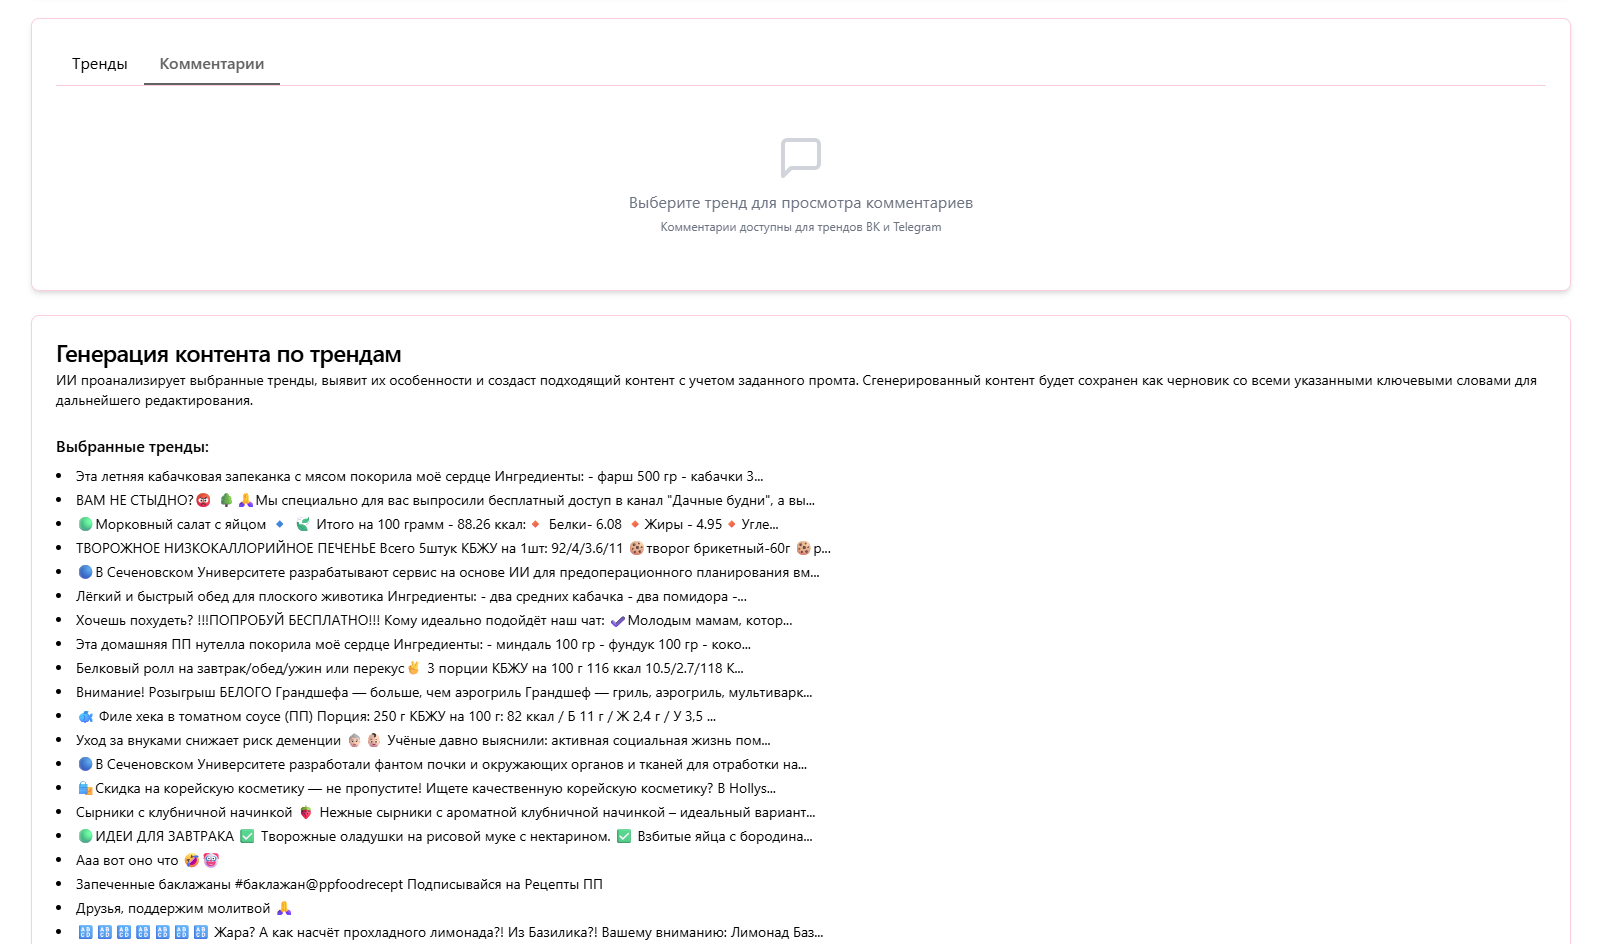 Тренды
Комментарии
Выберите тренд для просмотра комментариев
Комментарии доступны для трендов ВК и Telegram
Генерация контента по трендам
ИИ проанализирует выбранные тренды, выявит их особенности и создаст подходящий контент с учетом заданного промта. Сгенерированный контент будет сохранен как черновик со всеми указанными ключевыми словами для
дальнейшего редактирования.
Выбранные тренды:
• Эта летняя кабачковая запеканка с мясом покорила моё сердце Ингредиенты: - фарш 500 гр - кабачки 3...
• ВАМ НЕ СТЫДНО?😡 🌳 🙏Мы специально для вас выпросили бесплатный доступ в канал "Дачные будни", а вы...
• 🟢Морковный салат с яйцом 🔹 🌿 Итого на 100 грамм - 88.26 ккал:🔸 Белки- 6.08 🔸Жиры - 4.95🔸Угле...
• ТВОРОЖНОЕ НИЗКОКАЛЛОРИЙНОЕ ПЕЧЕНЬЕ Всего 5штук КБЖУ на 1шт: 92/4/3.6/11 🍪творог брикетный-60г 🍪р...
• 🔵В Сеченовском Университете разрабатывают сервис на основе ИИ для предоперационного планирования вм...
• Лёгкий и быстрый обед для плоского животика Ингредиенты: - два средних кабачка - два помидора -...
• Хочешь похудеть? !!!ПОПРОБУЙ БЕСПЛАТНО!!! Кому идеально подойдёт наш чат: ✔Молодым мамам, котор...
• Эта домашняя ПП нутелла покорила моё сердце Ингредиенты: - миндаль 100 гр - фундук 100 гр - коко...
• Белковый ролл на завтрак/обед/ужин или перекус✌ 3 порции КБЖУ на 100 г 116 ккал 10.5/2.7/118 К...
• Внимание! Розыгрыш БЕЛОГО Грандшефа — больше, чем аэрогриль Грандшеф — гриль, аэрогриль, мультиварк...
• 🐟 Филе хека в томатном соусе (ПП) Порция: 250 г КБЖУ на 100 г: 82 ккал / Б 11 г / Ж 2,4 г / У 3,5 ...
• Уход за внуками снижает риск деменции 👵 👶 Учёные давно выяснили: активная социальная жизнь пом...
• 🔵В Сеченовском Университете разработали фантом почки и окружающих органов и тканей для отработки на...
• 🛍Скидка на корейскую косметику — не пропустите! Ищете качественную корейскую косметику? В Hollys...
• Сырники с клубничной начинкой 🍓 Нежные сырники с ароматной клубничной начинкой – идеальный вариант...
• 🟢ИДЕИ ДЛЯ ЗАВТРАКА ✅ Творожные оладушки на рисовой муке с нектарином. ✅ Взбитые яйца с бородина...
• Ааа вот оно что 🤣🤡
• Запеченные баклажаны #баклажан@ppfoodrecept Подписывайся на Рецепты ПП
• Друзья, поддержим молитвой 🙏
• 🔠 🔠 🔠 🔠 🔠 🔠 🔠 Жара? А как насчёт прохладного лимонада?! Из Базилика?! Вашему вниманию: Лимонад Баз...